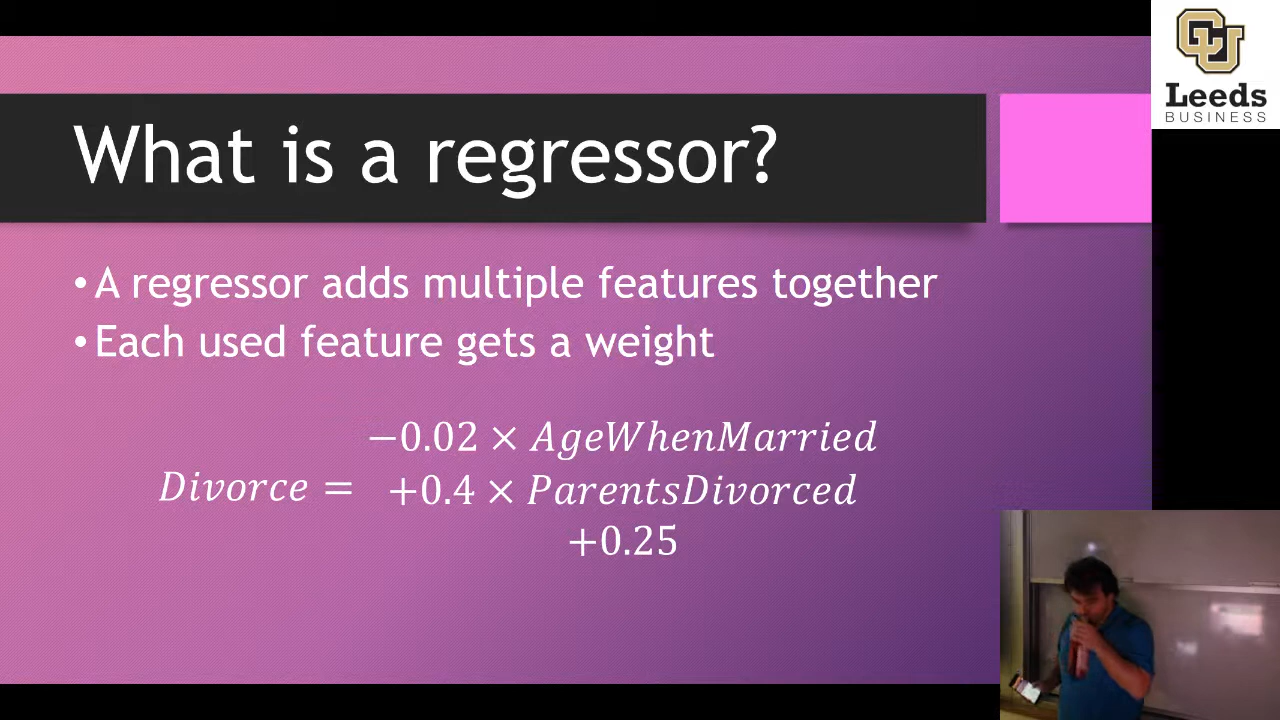 CU
Leeds
BUSINESS
What is a regressor?
• A regressor adds multiple features together
• Each used feature gets a weight
−0.02 × AgeWhenMarried
Divorce = +0.4 × ParentsDivorced
+0.25